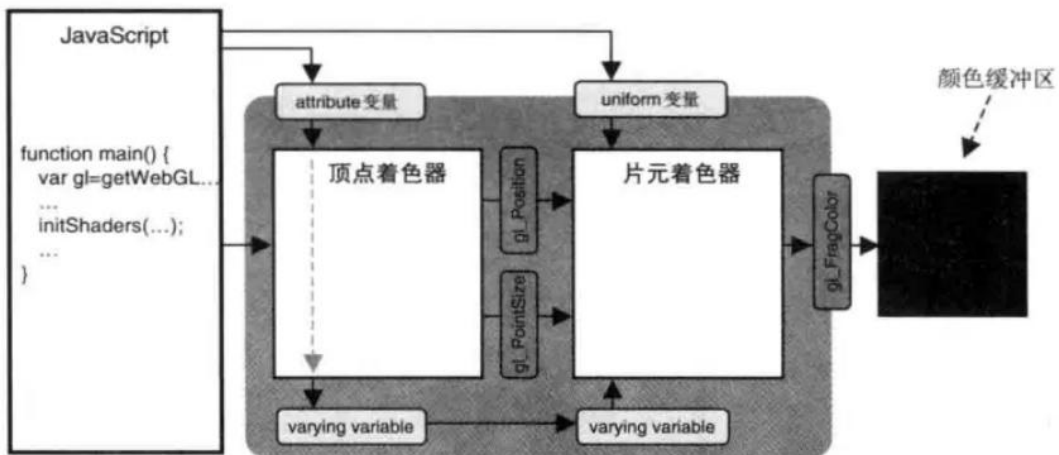 JavaScript
function main() {
var gl=getWebGL...
...
initShaders(...);
...
}
attribute 变量
uniform 变量
顶点着色器
gl_Position
gl_PointSize
片元着色器
gl_FragColor
颜色缓冲区
varying variable
varying variable